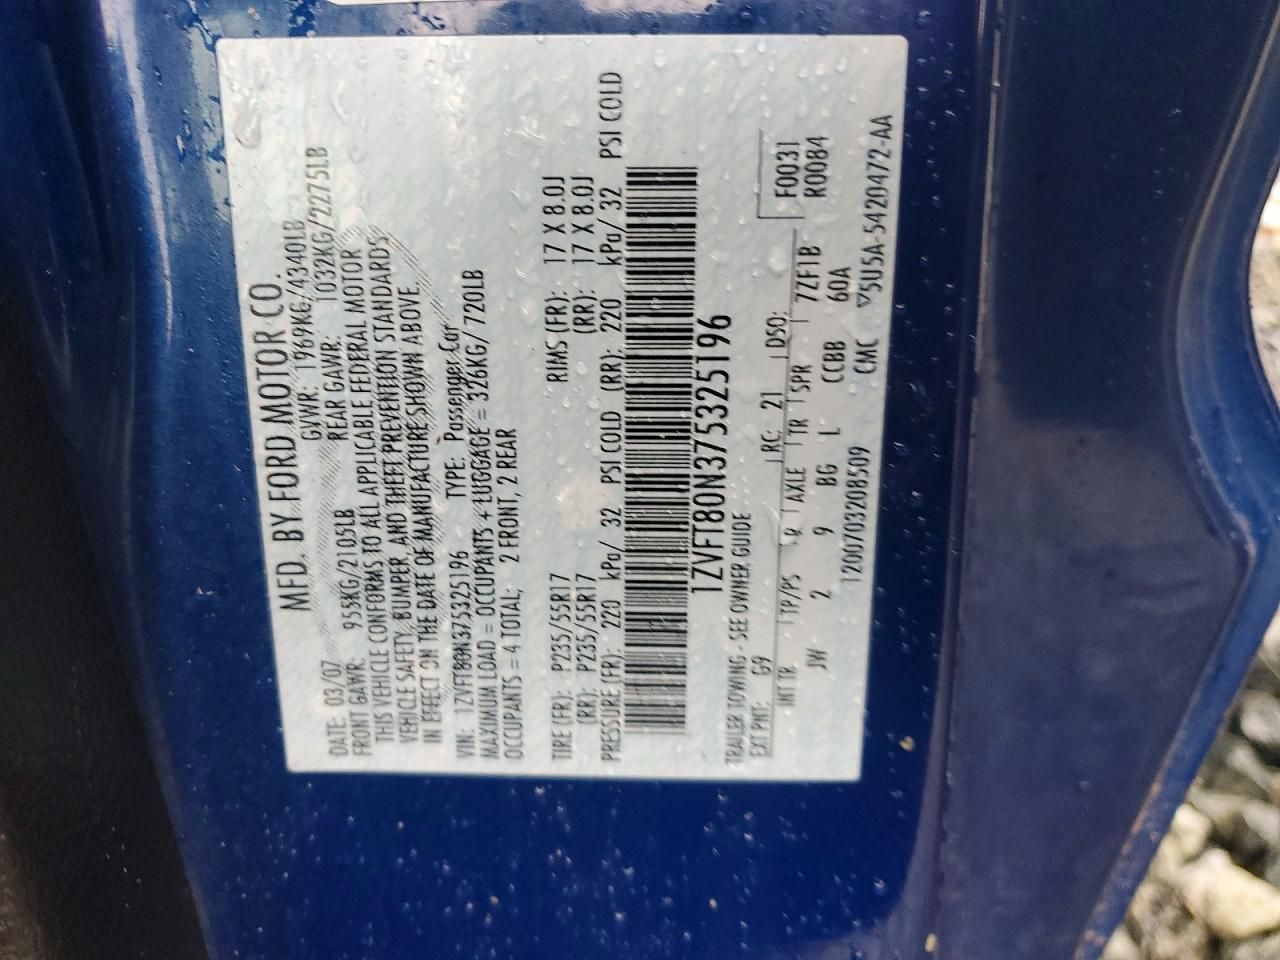 MFD. BY FORD MOTOR CO.
DATE: 03/07 GVWR: 1969KG/4340LB
FRONT GAWR: 955KG/2105LB REAR GAWR: 1032KG/2275LB
THIS VEHICLE CONFORMS TO ALL APPLICABLE FEDERAL MOTOR
VEHICLE SAFETY, BUMPER, AND THEFT PREVENTION STANDARDS
IN EFFECT ON THE DATE OF MANUFACTURE SHOWN ABOVE.
VIN: 1ZVFT80N375325196 TYPE: Passenger Car
MAXIMUM LOAD = OCCUPANTS + LUGGAGE = 326KG/720LB
OCCUPANTS = 4 TOTAL; 2 FRONT, 2 REAR
TIRE (FR): P235/55R17 RIMS (FR): 17 X 8.0J
(RR): P235/55R17 (RR): 17 X 8.0J
PRESSURE (FR): 220 kPa/ 32 PSI COLD (RR): 220 kPa/ 32 PSI COLD
1ZVFT80N375325196
TRAILER TOWING - SEE OWNER GUIDE
EXT PNT: G9 RC: 21 DSO: F0031
INT TR TP/PS R AXLE TR SPR 7ZF1B R0084
JW 2 9 BG L CCBB 60A
1200703208509 CMC ▽5U5A-5420472-AA